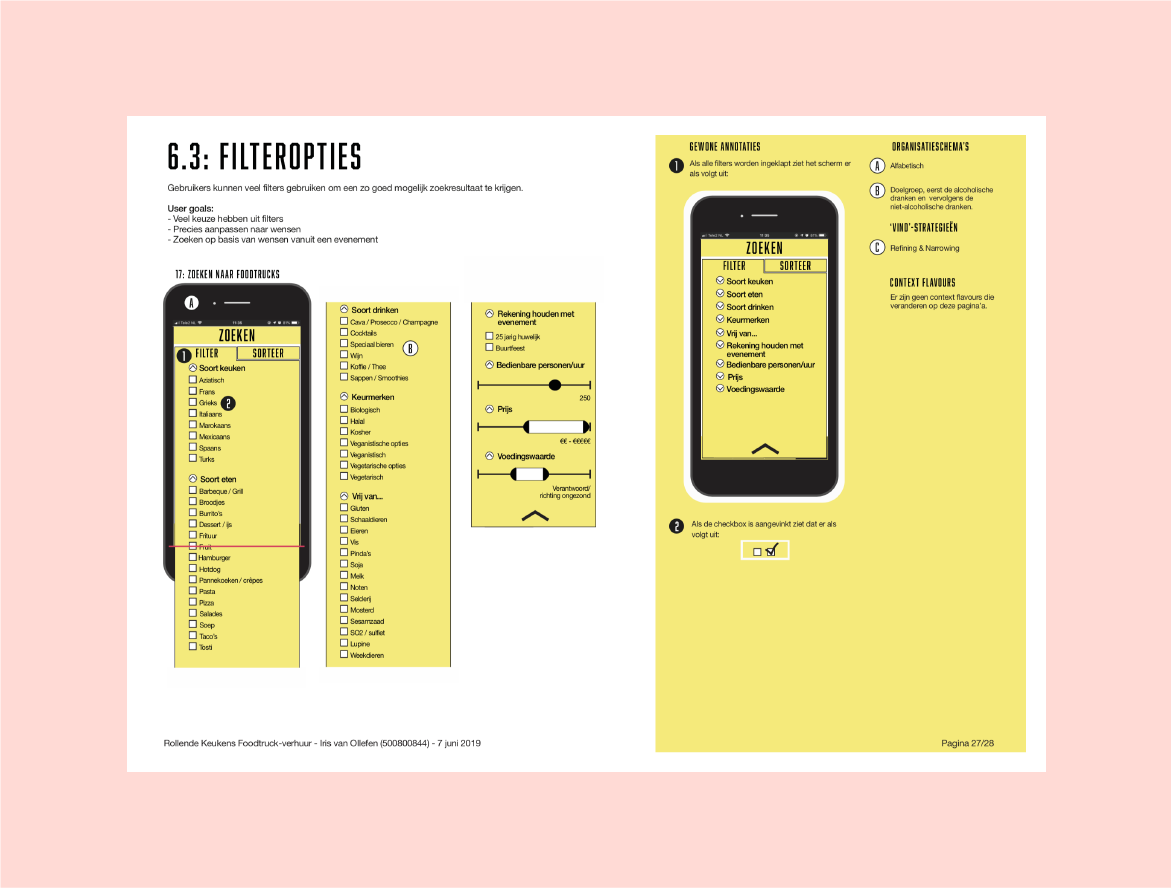 6.3: FILTEROPTIES
Gebruikers kunnen veel filters gebruiken om een zo goed mogelijk zoekresultaat te krijgen.
User goals:
- Veel keuze hebben uit filters
- Precies aanpassen naar wensen
- Zoeken op basis van wensen vanuit een evenement
17: ZOEKEN NAAR FOODTRUCKS
A
ZOEKEN
1
FILTER
SORTEER
Soort keuken
Aziatisch
Frans
Grieks
2
Italiaans
Marokaans
Mexicaans
Spaans
Turks
Soort eten
Barbeque / Grill
Broodjes
Burrito's
Dessert / ijs
Frituur
Fruit
Hamburger
Hotdog
Pannekoeken / crêpes
Pasta
Pizza
Salades
Soep
Taco's
Tosti
Soort drinken
Cava / Prosecco / Champagne
Cocktails
Speciaal bieren
B
Wijn
Koffie / Thee
Sappen / Smoothies
Keurmerken
Biologisch
Halal
Kosher
Veganistische opties
Veganistisch
Vegetarische opties
Vegetarisch
Vrij van...
Gluten
Schaaldieren
Eieren
Vis
Pinda's
Soja
Melk
Noten
Selderij
Mosterd
Sesamzaad
SO2 / sulfiet
Lupine
Weekdieren
Rekening houden met
evenement
25 jarig huwelijk
Buurtfeest
Bedienbare personen/uur
250
Prijs
€€ - €€€€€
Voedingswaarde
Verantwoord/
richting ongezond
GEWONE ANNOTATIES
1
Als alle filters worden ingeklapt ziet het scherm er
als volgt uit:
ZOEKEN
FILTER
SORTEER
Soort keuken
Soort eten
Soort drinken
Keurmerken
Vrij van...
Rekening houden met
evenement
Bedienbare personen/uur
Prijs
Voedingswaarde
2
Als de checkbox is aangevinkt ziet dat er als
volgt uit:
ORGANISATIESCHEMA'S
A
Alfabetisch
B
Doelgroep, eerst de alcoholische
dranken en vervolgens de
niet-alcoholische dranken.
'VIND'-STRATEGIEËN
C
Refining & Narrowing
CONTEXT FLAVOURS
Er zijn geen context flavours die
veranderen op deze pagina'a.
Rollende Keukens Foodtruck-verhuur - Iris van Ollefen (500800844) - 7 juni 2019
Pagina 27/28